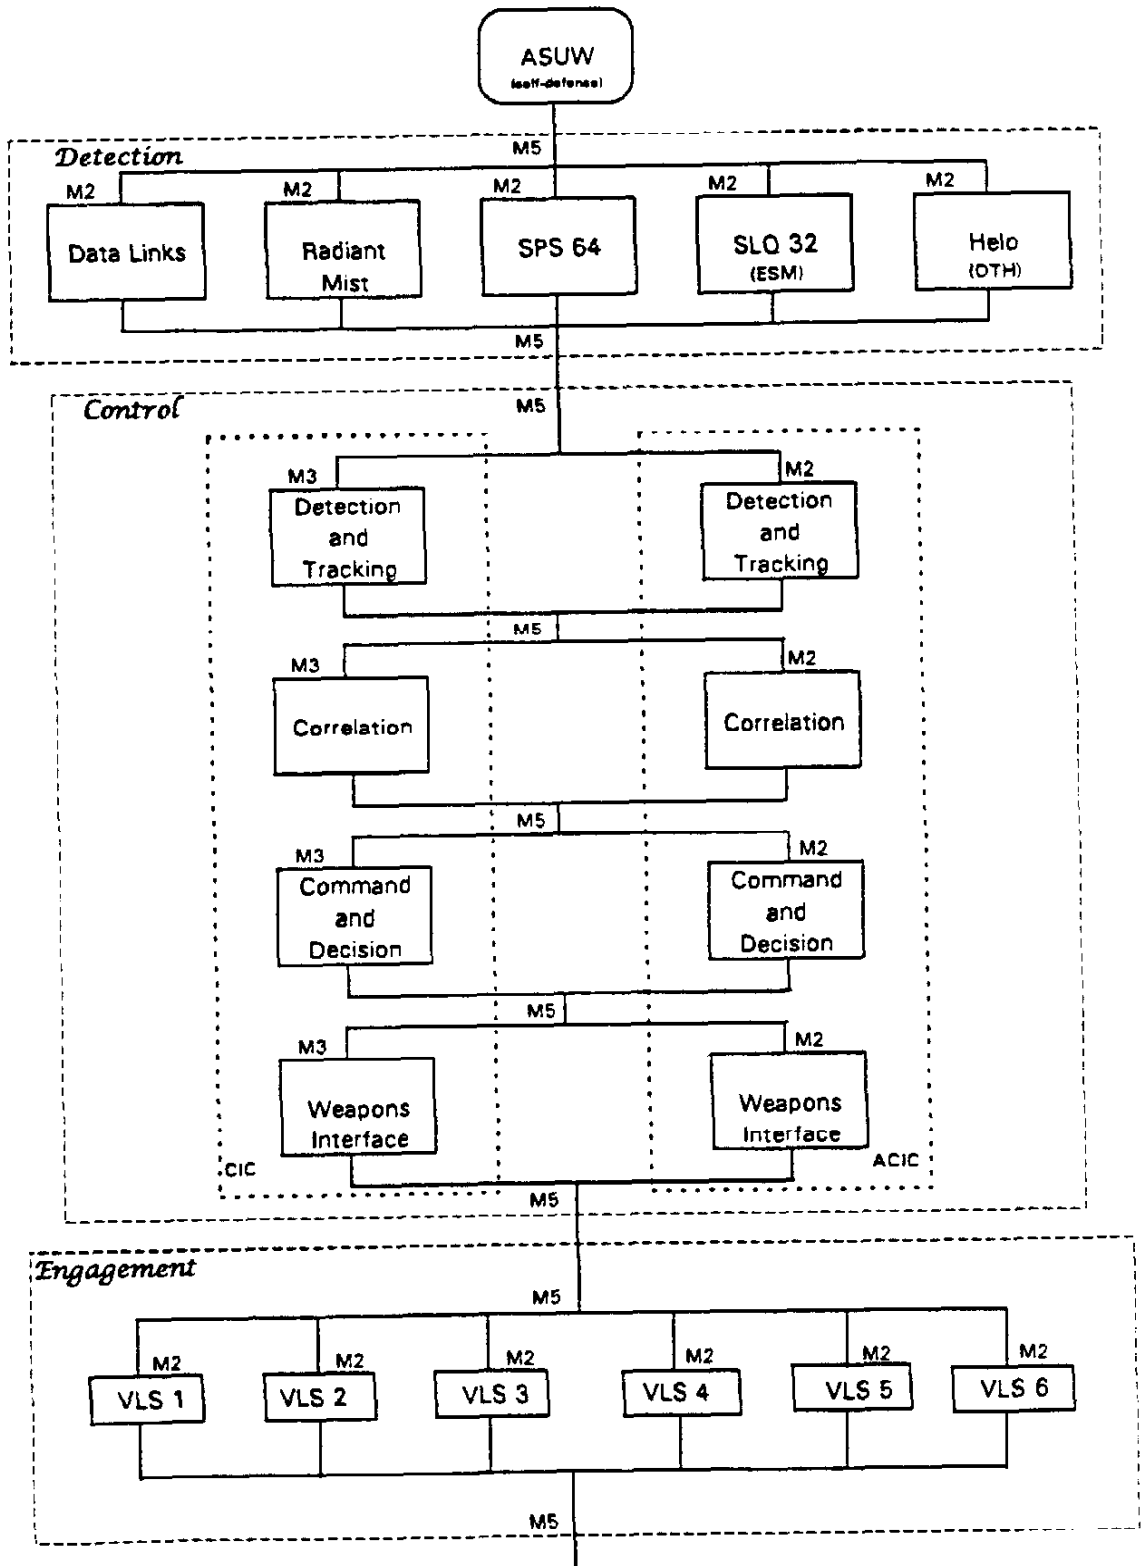 ASUW
(self-defense)
M5
Detection
M2 M2 M2 M2 M2
Data Links
Radiant
Mist
SPS 64
SLQ 32
(ESM)
Helo
(OTH)
M5
Control
M5
M3 M2
Detection
and
Tracking
Detection
and
Tracking
M5
M3 M2
Correlation
Correlation
M5
M3 M2
Command
and
Decision
Command
and
Decision
M5
M3 M2
Weapons
Interface
Weapons
Interface
CIC
ACIC
M5
Engagement
M5
M2 M2 M2 M2 M2 M2
VLS 1 VLS 2 VLS 3 VLS 4 VLS 5 VLS 6
M5